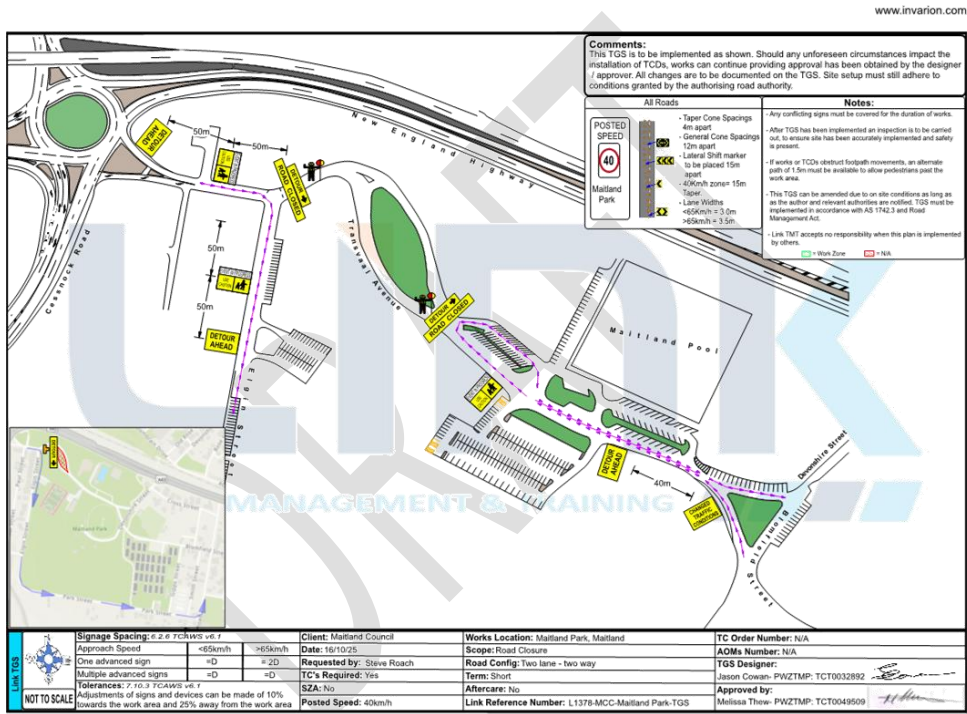 www.invarion.com
Comments:
This TGS is to be implemented as shown. Should any unforeseen circumstances impact the
installation of TCDs, works can continue providing approval has been obtained by the designer
/ approver. All changes are to be documented on the TGS. Site setup must still adhere to
conditions granted by the authorising road authority.
All Roads
POSTED
SPEED
40
Maitland
Park
- Taper Cone Spacings
4m apart
- General Cone Spacings
12m apart
- Lateral Shift marker
to be placed 15m
apart
- 40Km/h zone= 15m
Taper.
- Lane Widths
<65Km/h = 3.0m
>65km/h = 3.5m
Notes:
- Any conflicting signs must be covered for the duration of works.
- After TGS has been implemented an inspection is to be carried
out, to ensure site has been accurately implemented and safety
is present.
- If works or TCDs obstruct footpath movements, an alternate
path of 1.5m must be available to allow pedestrians past the
work area.
- This TGS can be amended due to on site conditions as long as
as the author and relevant authorities are notified. TGS must be
implemented in accordance with AS 1742.3 and Road
Management Act.
- Link TMT accepts no responsibility when this plan is implemented
by others.
= Work Zone
= N/A
DETOUR
AHEAD
50m
50m
New England Highway
DETOUR
ROAD CLOSED
Cessnock Road
Transvaal Avenue
50m
50m
DETOUR
AHEAD
Elgin Street
DETOUR
ROAD CLOSED
Maitland Pool
DETOUR
AHEAD
40m
CHANGED
TRAFFIC
CONDITIONS
Devonshire Street
Blomfield Street
LINK
MANAGEMENT & TRAINING
DRAFT
Maitland Park
Park Street
Park Street
Link TGS
NOT TO SCALE
Signage Spacing: 6.2.6 TCAWS v6.1
Approach Speed <65km/h >65km/h
One advanced sign =D = 2D
Multiple advanced signs =D =D
Tolerances: 7.10.3 TCAWS v6.1
Adjustments of signs and devices can be made of 10%
towards the work area and 25% away from the work area
Client: Maitland Council
Date: 16/10/25
Requested by: Steve Roach
TC's Required: Yes
SZA: No
Posted Speed: 40km/h
Works Location: Maitland Park, Maitland
Scope: Road Closure
Road Config: Two lane - two way
Term: Short
Aftercare: No
Link Reference Number: L1378-MCC-Maitland Park-TGS
TC Order Number: N/A
AOMs Number: N/A
TGS Designer:
Jason Cowan- PWZTMP: TCT0032892
Approved by:
Melissa Thew- PWZTMP: TCT0049509